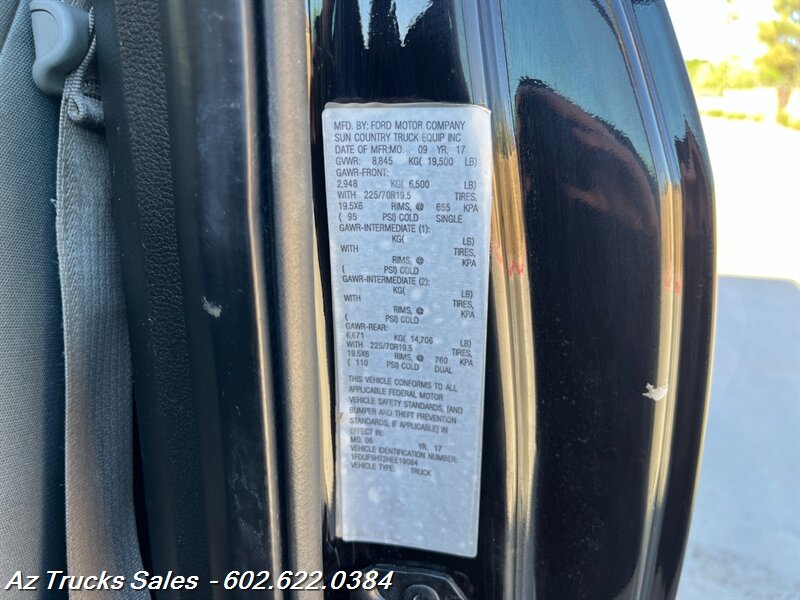 MFD. BY: FORD MOTOR COMPANY
SUN COUNTRY TRUCK EQUIP INC
DATE OF MFR:MO. 09 YR. 17
GVWR: 8,845 KG( 19,500 LB)
GAWR-FRONT:
2,948 KG( 6,500 LB)
WITH 225/70R19.5 TIRES,
19.5X6 RIMS, @ 655 KPA
( 95 PSI) COLD SINGLE
GAWR-INTERMEDIATE (1):
KG( LB)
WITH TIRES,
RIMS, @ KPA
( PSI) COLD
GAWR-INTERMEDIATE (2):
KG( LB)
WITH TIRES,
RIMS, @ KPA
( PSI) COLD
GAWR-REAR:
6,671 KG( 14,706 LB)
WITH 225/70R19.5 TIRES,
19.5X6 RIMS, @ 760 KPA
( 110 PSI) COLD DUAL
THIS VEHICLE CONFORMS TO ALL
APPLICABLE FEDERAL MOTOR
VEHICLE SAFETY STANDARDS, [AND
BUMPER AND THEFT PREVENTION
STANDARDS, IF APPLICABLE] IN
EFFECT IN:
MO. 06 YR. 17
VEHICLE IDENTIFICATION NUMBER:
1FDUF5HT2HEE19084
VEHICLE TYPE: TRUCK
Az Trucks Sales - 602.622.0384